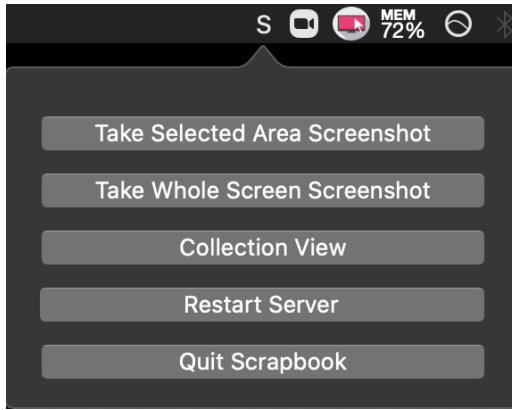 S MEM
72%
Take Selected Area Screenshot
Take Whole Screen Screenshot
Collection View
Restart Server
Quit Scrapbook